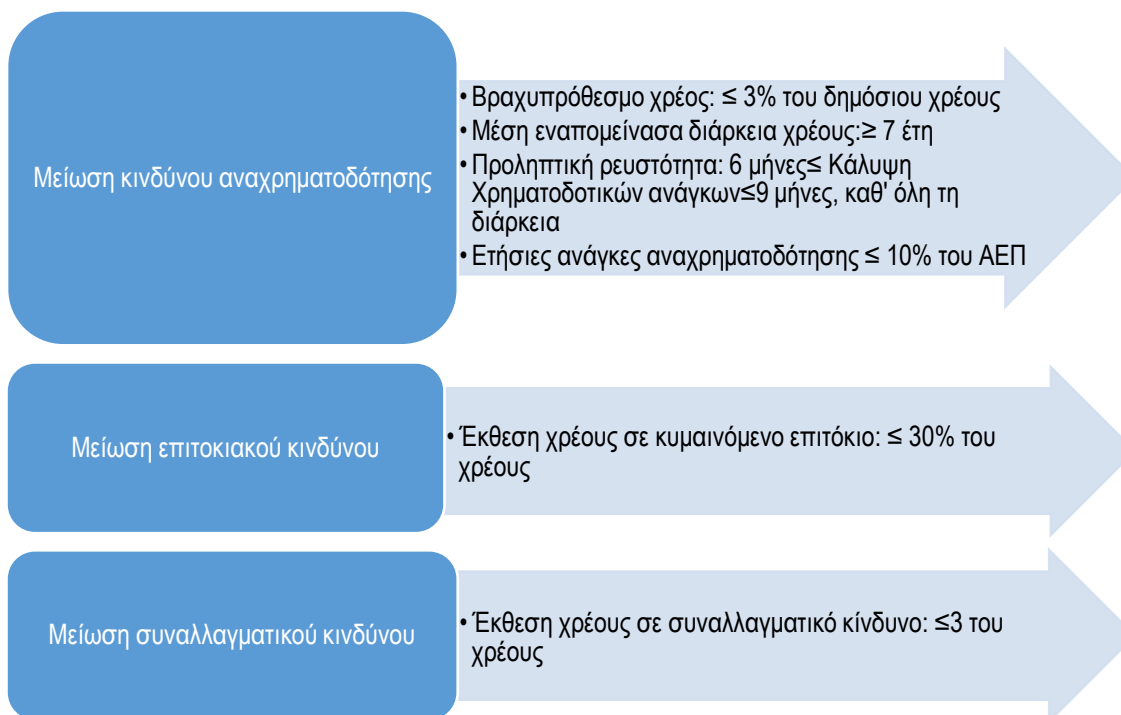 Μείωση κινδύνου αναχρηματοδότησης
• Βραχυπρόθεσμο χρέος: ≤ 3% του δημόσιου χρέους
• Μέση εναπομείνασα διάρκεια χρέους:≥ 7 έτη
• Προληπτική ρευστότητα: 6 μήνες≤ Κάλυψη
Χρηματοδοτικών ανάγκων≤9 μήνες, καθ' όλη τη
διάρκεια
• Ετήσιες ανάγκες αναχρηματοδότησης ≤ 10% του ΑΕΠ
Μείωση επιτοκιακού κινδύνου
• Έκθεση χρέους σε κυμαινόμενο επιτόκιο: ≤ 30% του
χρέους
Μείωση συναλλαγματικού κινδύνου
• Έκθεση χρέους σε συναλλαγματικό κίνδυνο: ≤3 του
χρέους